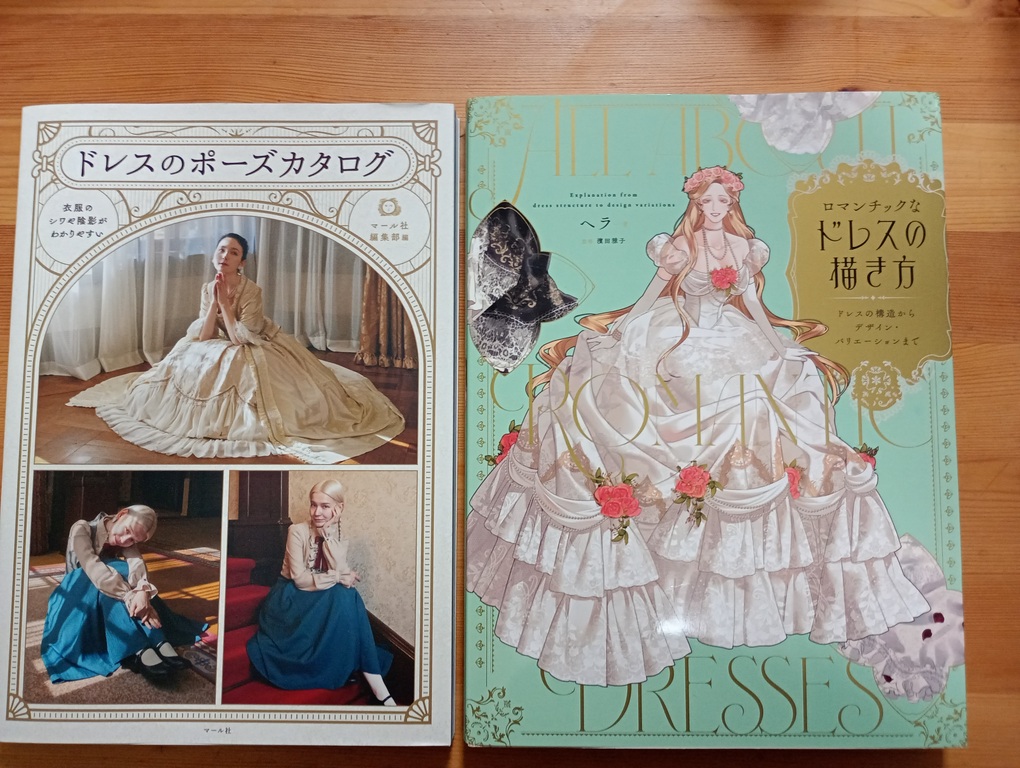 ドレスのポーズカタログ
衣服の
シワや陰影が
わかりやすい
マール社
編集部 編
マール社
ALL ABOUT
Explanation from
dress structure to design variations
ヘラ
ロマンチックな
ドレスの
描き方
ドレスの構造から
デザイン・
バリエーションまで
ROMANTIC
DRESSES